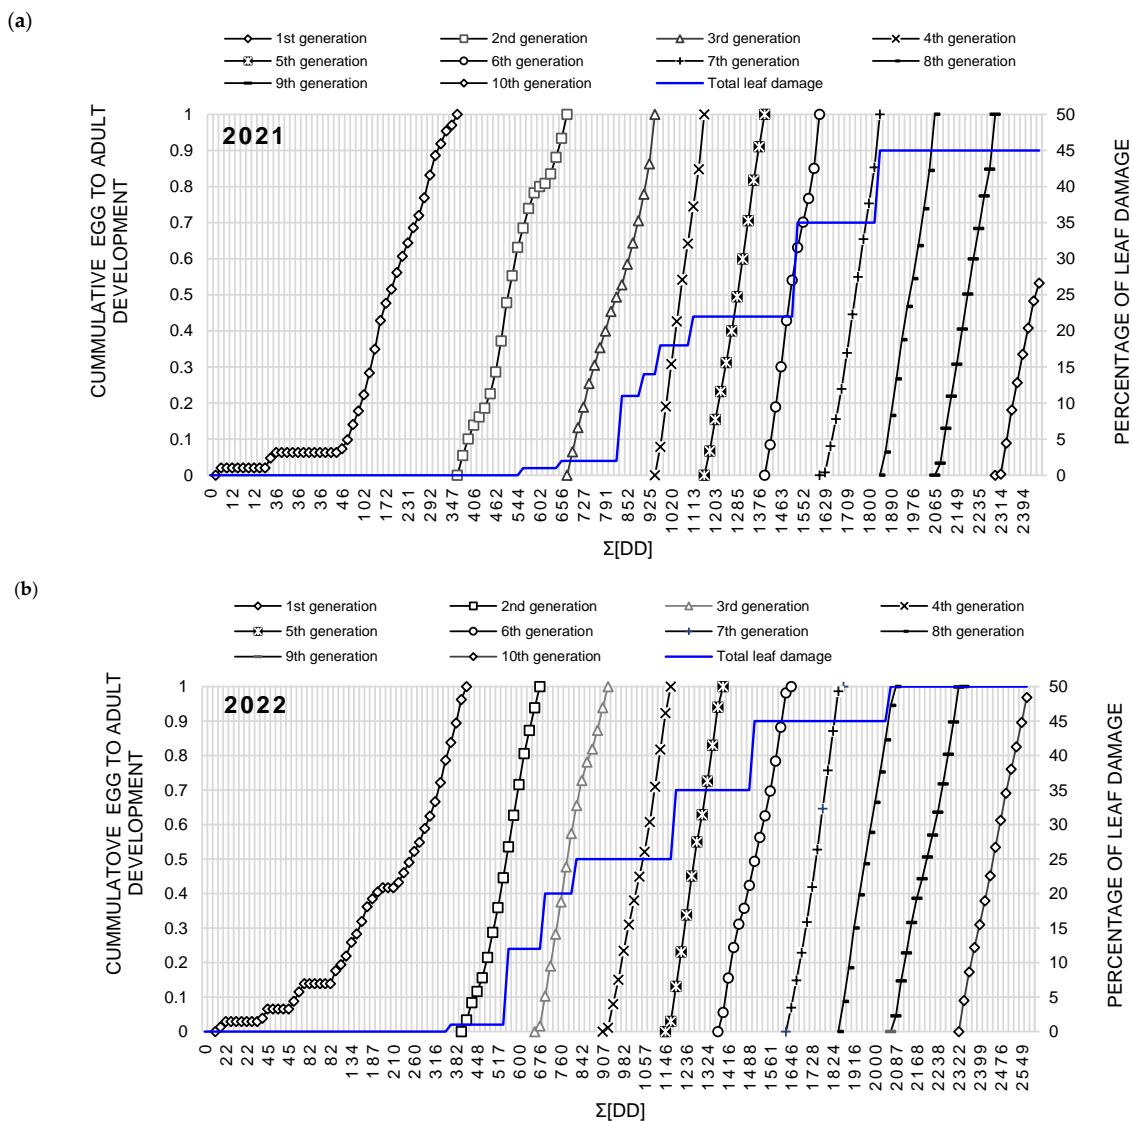 (a)
1st generation 2nd generation 3rd generation 4th generation
5th generation 6th generation 7th generation 8th generation
9th generation 10th generation Total leaf damage
2021
CUMMULATIVE EGG TO ADULT
DEVELOPMENT
1
0.9
0.8
0.7
0.6
0.5
0.4
0.3
0.2
0.1
0
50
45
40
35
30
25
20
15
10
5
0
PERCENTAGE OF LEAF DAMAGE
0 12 12 36 36 36 46 102 172 231 292 347 406 462 544 602 656 727 791 852 925 1020 1113 1203 1285 1376 1463 1552 1629 1709 1800 1890 1976 2065 2149 2235 2314 2394
Σ[DD]
(b)
1st generation 2nd generation 3rd generation 4th generation
5th generation 6th generation 7th generation 8th generation
9th generation 10th generation Total leaf damage
2022
CUMMULATOVE EGG TO ADULT
DEVELOPMENT
1
0.9
0.8
0.7
0.6
0.5
0.4
0.3
0.2
0.1
0
50
45
40
35
30
25
20
15
10
5
0
PERCENTAGE OF LEAF DAMAGE
0 22 22 45 45 82 82 134 187 210 260 316 382 448 517 600 676 760 842 907 982 1057 1146 1236 1324 1416 1488 1561 1646 1728 1824 1916 2000 2087 2168 2238 2322 2399 2476 2549
Σ[DD]